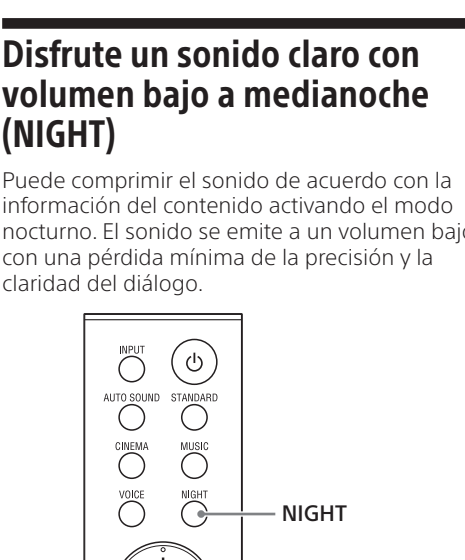 Disfrute un sonido claro con
volumen bajo a medianoche
(NIGHT)
Puede comprimir el sonido de acuerdo con la
información del contenido activando el modo
nocturno. El sonido se emite a un volumen bajo
con una pérdida mínima de la precisión y la
claridad del diálogo.
INPUT
AUTO SOUND STANDARD
CINEMA MUSIC
VOICE NIGHT
NIGHT